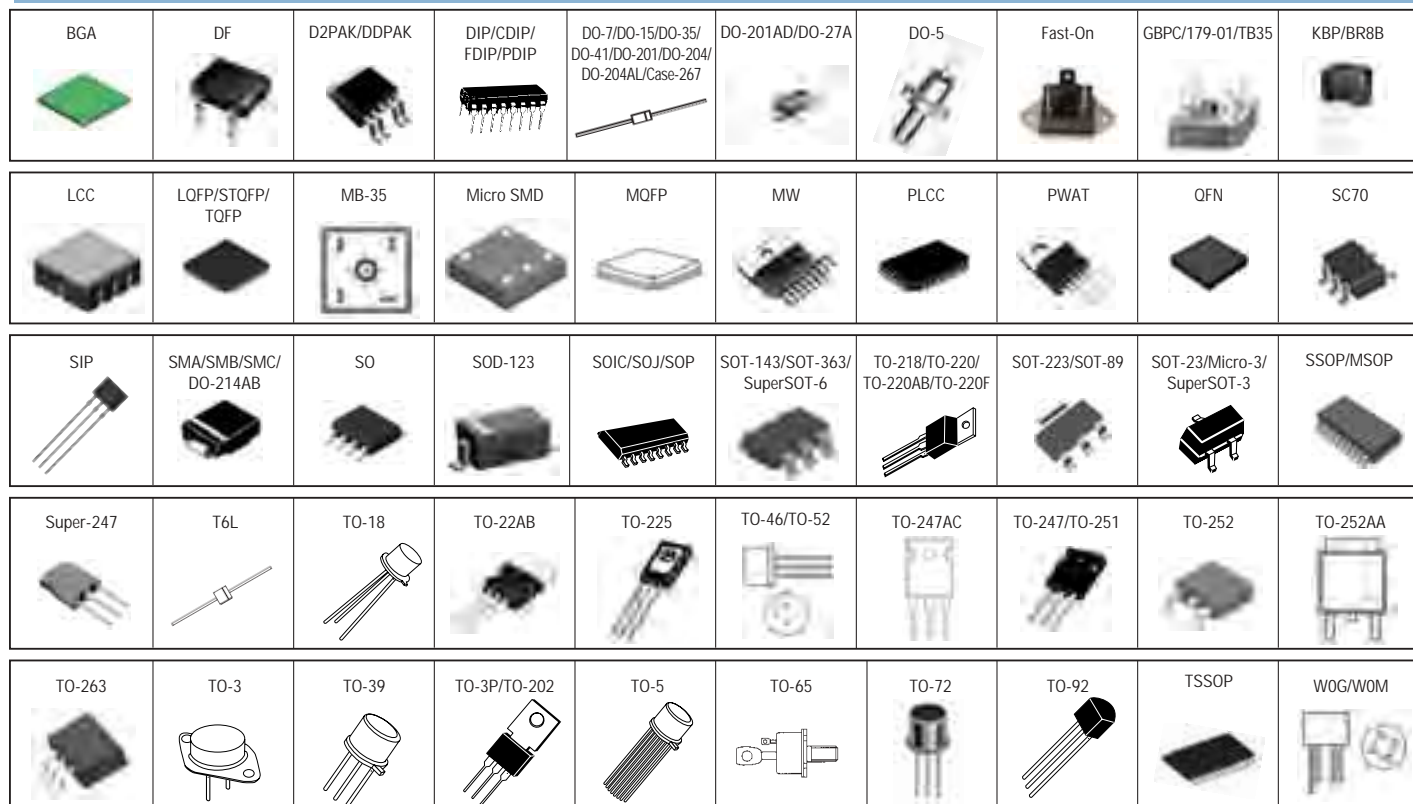 BGA
DF
D2PAK/DDPAK
DIP/CDIP/
FDIP/PDIP
DO-7/DO-15/DO-35/
DO-41/DO-201/DO-204/
DO-204AL/Case-267
DO-201AD/DO-27A
DO-5
Fast-On
GBPC/179-01/TB35
KBP/BR8B
LCC
LQFP/STQFP/
TQFP
MB-35
Micro SMD
MQFP
MW
PLCC
PWAT
QFN
SC70
SIP
SMA/SMB/SMC/
DO-214AB
SO
SOD-123
SOIC/SOJ/SOP
SOT-143/SOT-363/
SuperSOT-6
TO-218/TO-220/
TO-220AB/TO-220F
SOT-223/SOT-89
SOT-23/Micro-3/
SuperSOT-3
SSOP/MSOP
Super-247
T6L
TO-18
TO-22AB
TO-225
TO-46/TO-52
TO-247AC
TO-247/TO-251
TO-252
TO-252AA
TO-263
TO-3
TO-39
TO-3P/TO-202
TO-5
TO-65
TO-72
TO-92
TSSOP
W0G/W0M